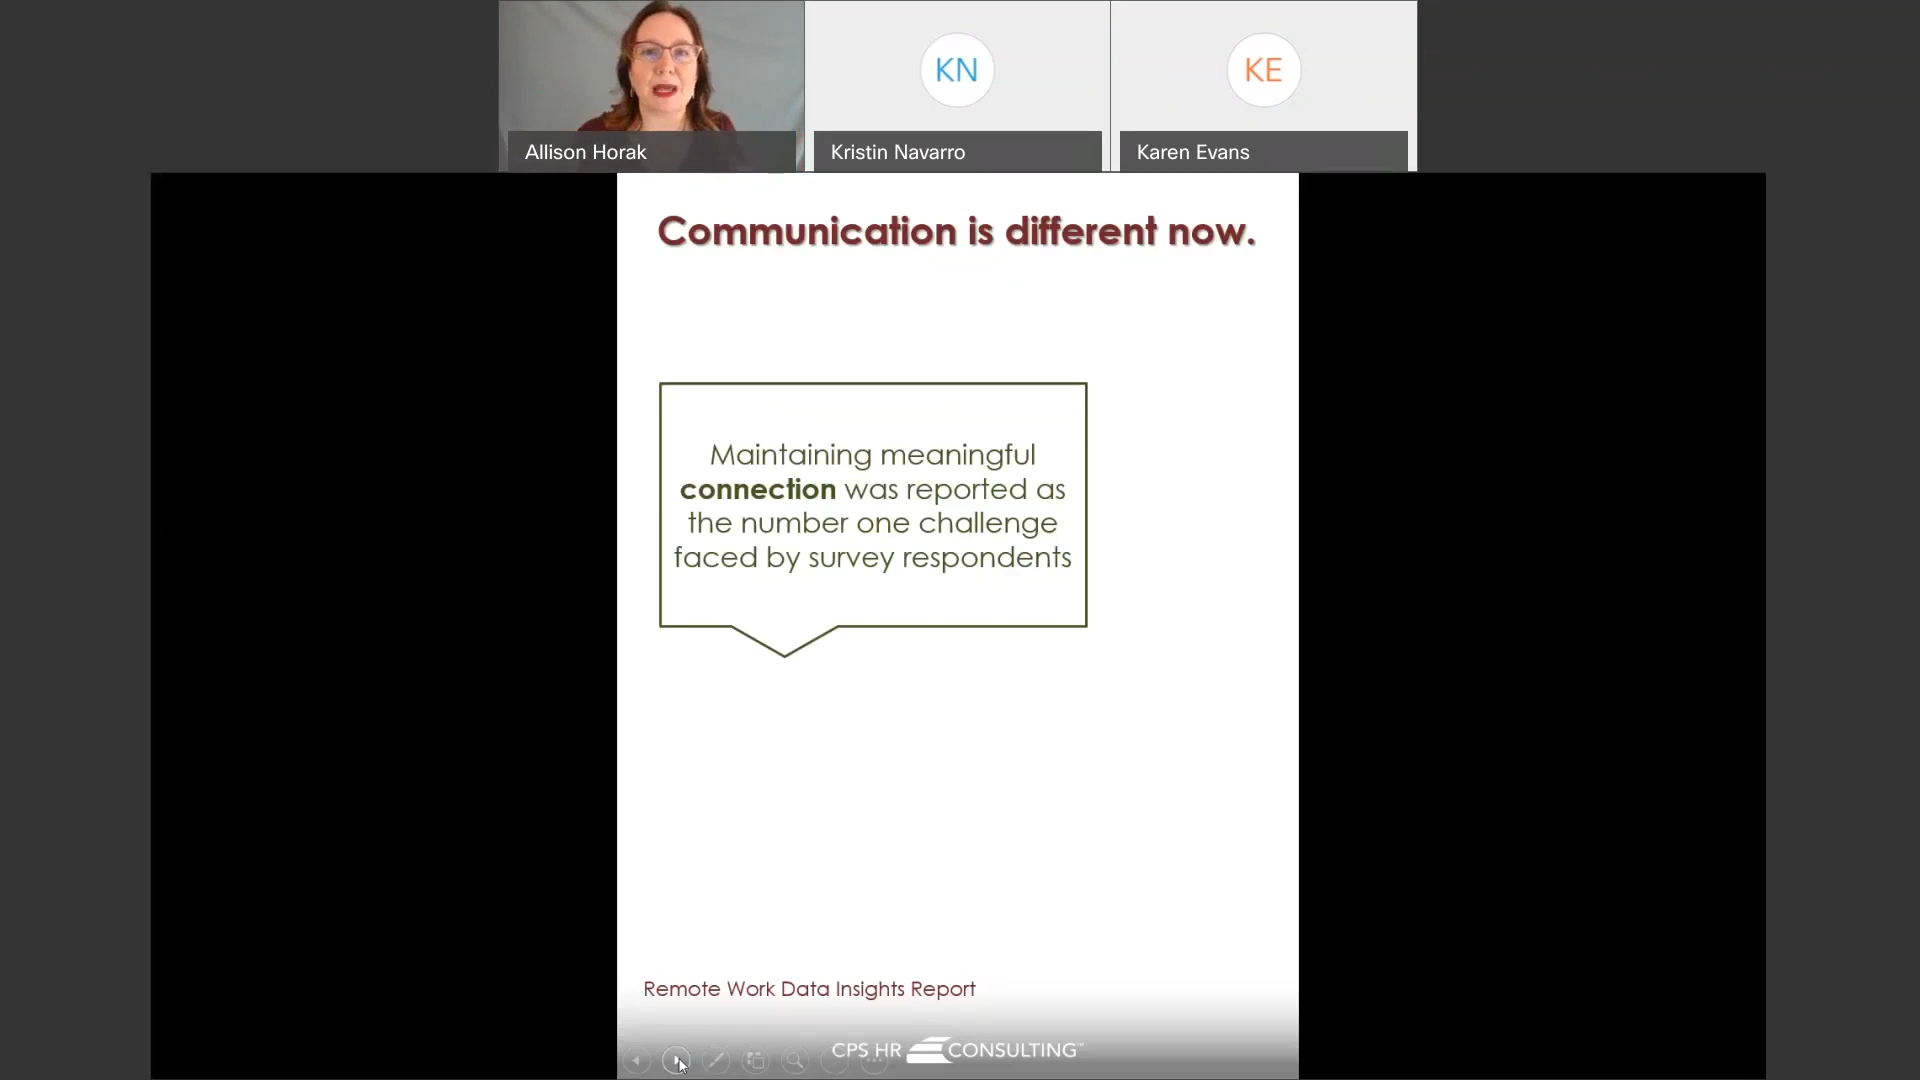 KN
KE
Allison Horak
Kristin Navarro
Karen Evans
Communication is different now.
Maintaining meaningful
connection was reported as
the number one challenge
faced by survey respondents
Remote Work Data Insights Report
CPS HR CONSULTING™